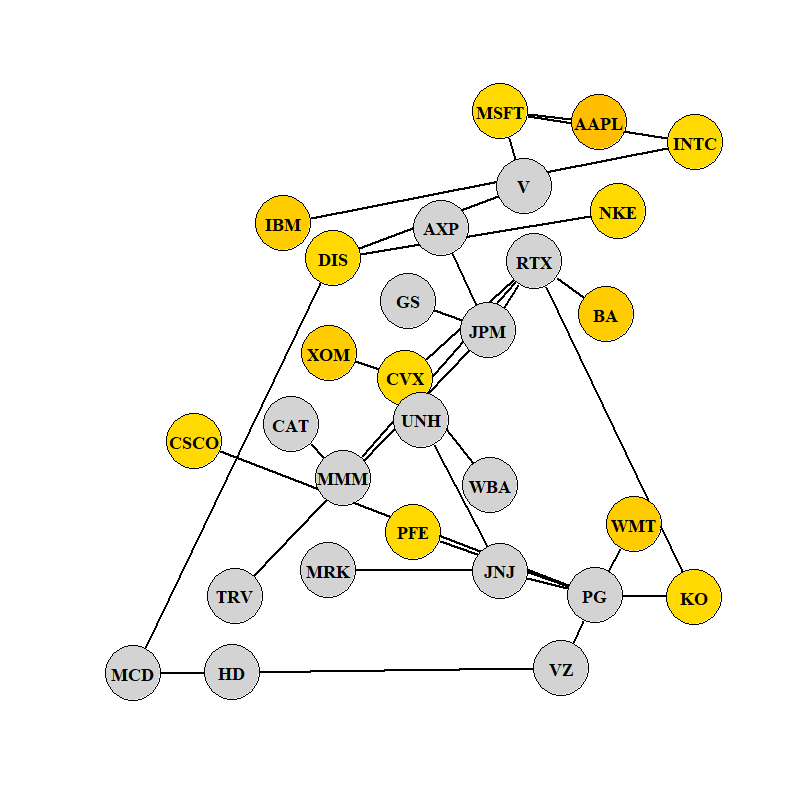 MSFT
AAPL
INTC
V
NKE
IBM
AXP
DIS
RTX
GS
BA
JPM
XOM
CVX
UNH
CAT
CSCO
MMM
WBA
WMT
PFE
MRK
JNJ
TRV
PG
KO
VZ
MCD
HD